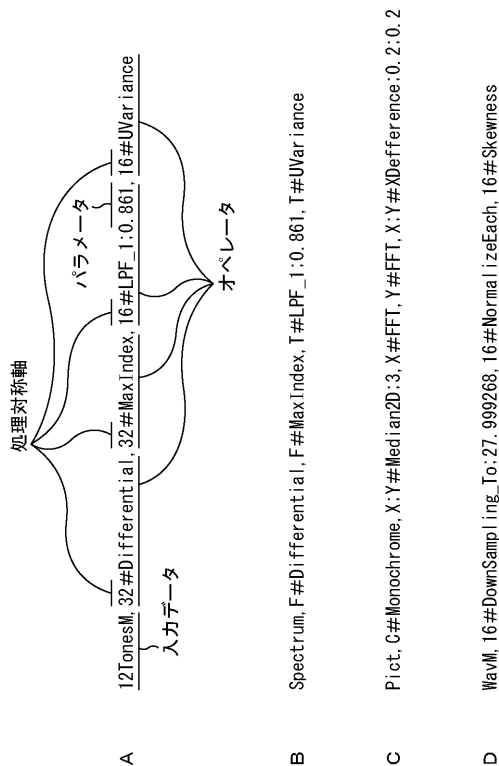 処理対称軸
パラメータ
A 12TonesM, 32#Differential, 32#MaxIndex, 16#LPF_1:0.861, 16#UVariance
入力データ
オペレータ
B Spectrum, F#Differential, F#MaxIndex, T#LPF_1:0.861, T#UVariance
C Pict, C#Monochrome, X:Y#Median2D:3, X#FFT, Y#FFT, X:Y#XDefference:0.2:0.2
D WavM, 16#DownSampling_To:27.999268, 16#NormalizeEach, 16#Skewness